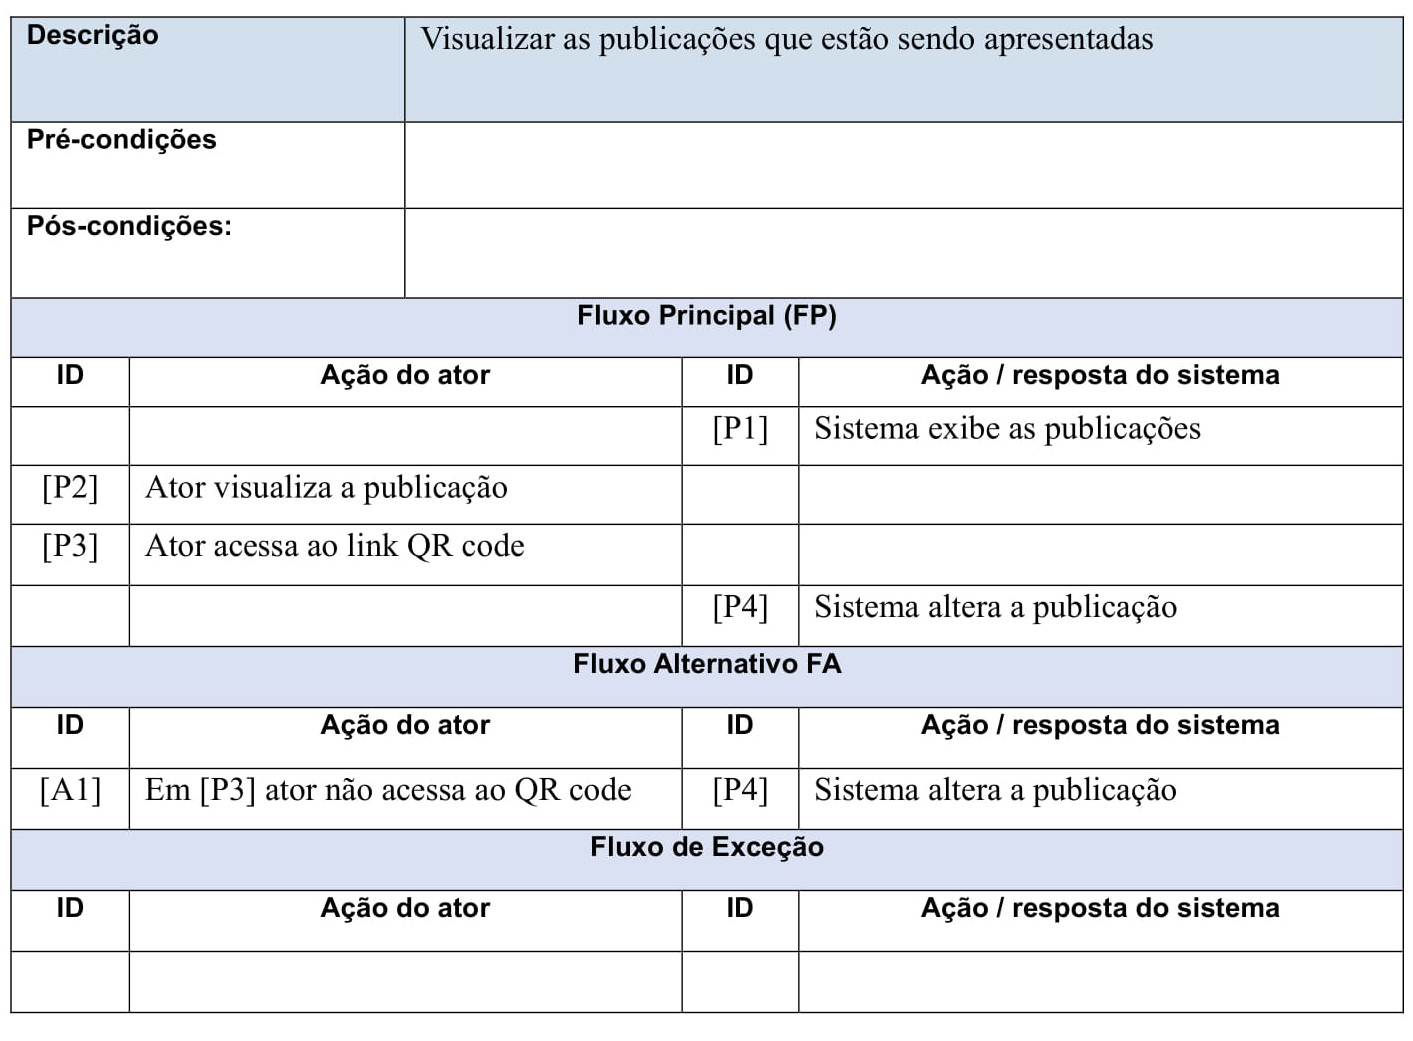 Descrição Visualizar as publicações que estão sendo apresentadas
Pré-condições
Pós-condições:
Fluxo Principal (FP)
ID Ação do ator ID Ação / resposta do sistema
[P1] Sistema exibe as publicações
[P2] Ator visualiza a publicação
[P3] Ator acessa ao link QR code
[P4] Sistema altera a publicação
Fluxo Alternativo FA
ID Ação do ator ID Ação / resposta do sistema
[A1] Em [P3] ator não acessa ao QR code [P4] Sistema altera a publicação
Fluxo de Exceção
ID Ação do ator ID Ação / resposta do sistema